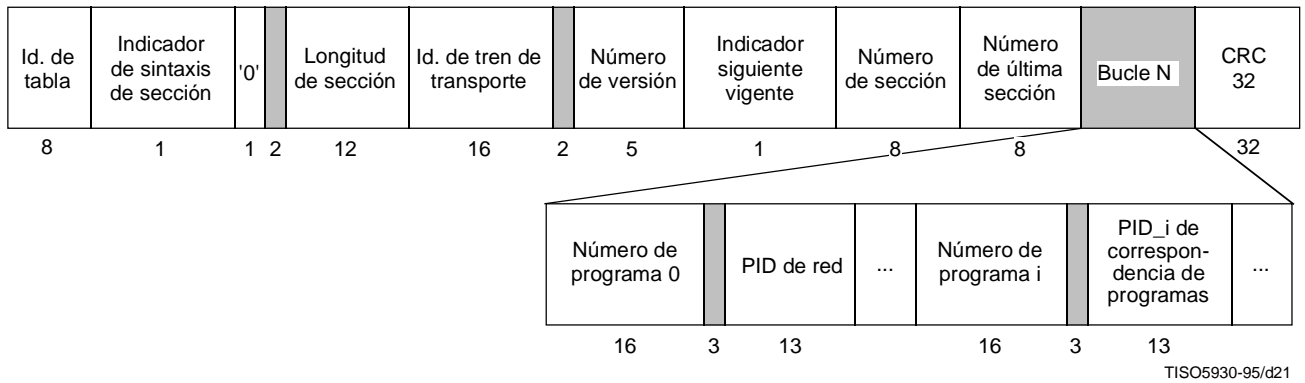 Id. de
tabla
Indicador
de sintaxis
de sección
'0'
Longitud
de sección
Id. de tren de
transporte
Número
de versión
Indicador
siguiente
vigente
Número
de sección
Número
de última
sección
Bucle N
CRC
32
8 1 1 2 12 16 2 5 1 8 8 32
Número de
programa 0
PID de red
...
Número de
programa i
PID_i de
correspon-
dencia de
programas
...
16 3 13 16 3 13
TISO5930-95/d21